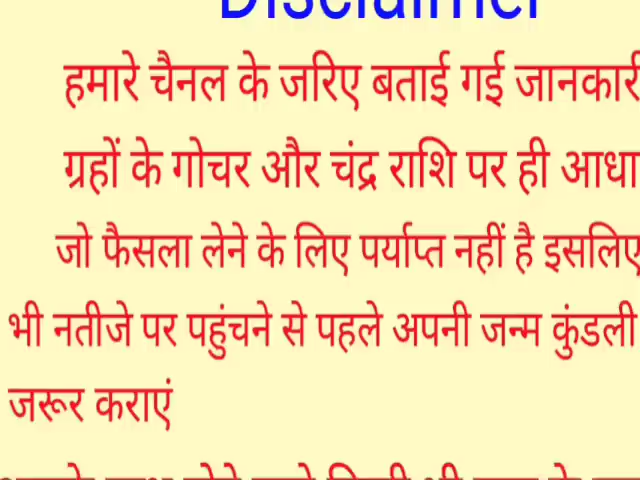 Disclaimer
हमारे चैनल के जरिए बताई गई जानकारी
ग्रहों के गोचर और चंद्र राशि पर ही आधा
जो फैसला लेने के लिए पर्याप्त नहीं है इसलिए
भी नतीजे पर पहुंचने से पहले अपनी जन्म कुंडली
जरूर कराएं